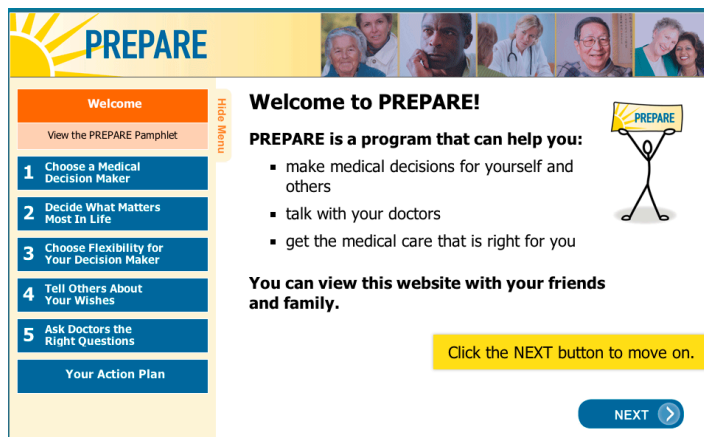 PREPARE
Welcome
View the PREPARE Pamphlet
1 Choose a Medical
Decision Maker
2 Decide What Matters
Most In Life
3 Choose Flexibility for
Your Decision Maker
4 Tell Others About
Your Wishes
5 Ask Doctors the
Right Questions
Your Action Plan
Hide Menu
Welcome to PREPARE!
PREPARE is a program that can help you:
▪ make medical decisions for yourself and
others
▪ talk with your doctors
▪ get the medical care that is right for you
You can view this website with your friends
and family.
PREPARE
Click the NEXT button to move on.
NEXT